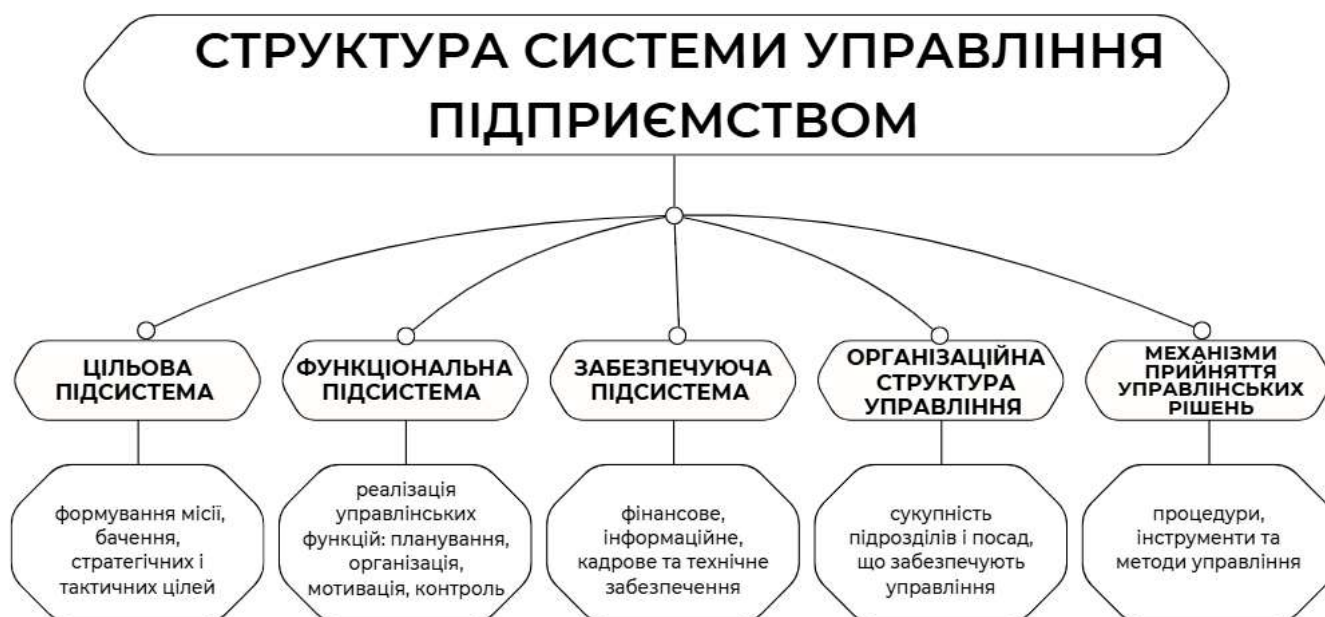 СТРУКТУРА СИСТЕМИ УПРАВЛІННЯ
ПІДПРИЄМСТВОМ
ЦІЛЬОВА
ПІДСИСТЕМА
ФУНКЦІОНАЛЬНА
ПІДСИСТЕМА
ЗАБЕЗПЕЧУЮЧА
ПІДСИСТЕМА
ОРГАНІЗАЦІЙНА
СТРУКТУРА
УПРАВЛІННЯ
МЕХАНІЗМИ
ПРИЙНЯТТЯ
УПРАВЛІНСЬКИХ
РІШЕНЬ
формування місії,
бачення,
стратегічних і
тактичних цілей
реалізація
управлінських
функцій: планування,
організація,
мотивація, контроль
фінансове,
інформаційне,
кадрове та технічне
забезпечення
сукупність
підрозділів і посад,
що забезпечують
управління
процедури,
інструменти та
методи управління